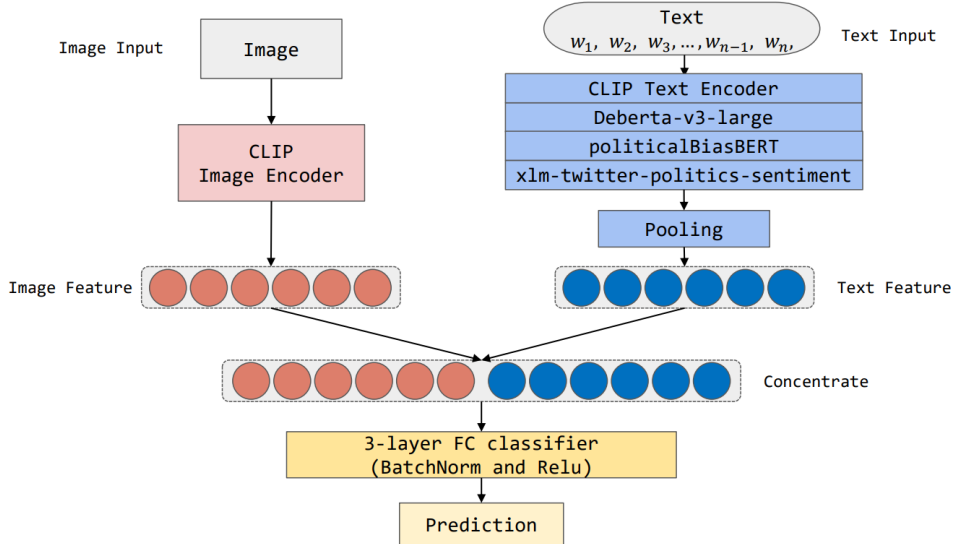 Image Input
Image
Text
w₁, w₂, w₃, …, wₙ₋₁, wₙ,
Text Input
CLIP
Image Encoder
CLIP Text Encoder
Deberta-v3-large
politicalBiasBERT
xlm-twitter-politics-sentiment
Pooling
Image Feature
Text Feature
Concentrate
3-layer FC classifier
(BatchNorm and Relu)
Prediction